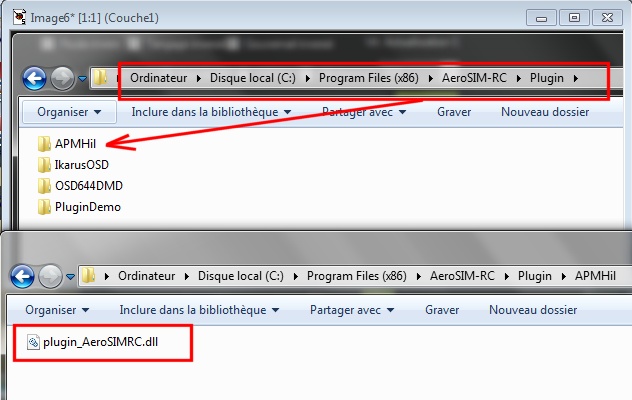 Image6* [1:1] (Couche1)
Ordinateur Disque local (C:) Program Files (x86) AeroSIM-RC Plugin
Organiser Inclure dans la bibliothèque Partager avec Graver Nouveau dossier
APMHil
IkarusOSD
OSD644DMD
PluginDemo
Ordinateur Disque local (C:) Program Files (x86) AeroSIM-RC Plugin APMHil
Organiser Inclure dans la bibliothèque Partager avec Graver Nouveau dossier
plugin_AeroSIMRC.dll